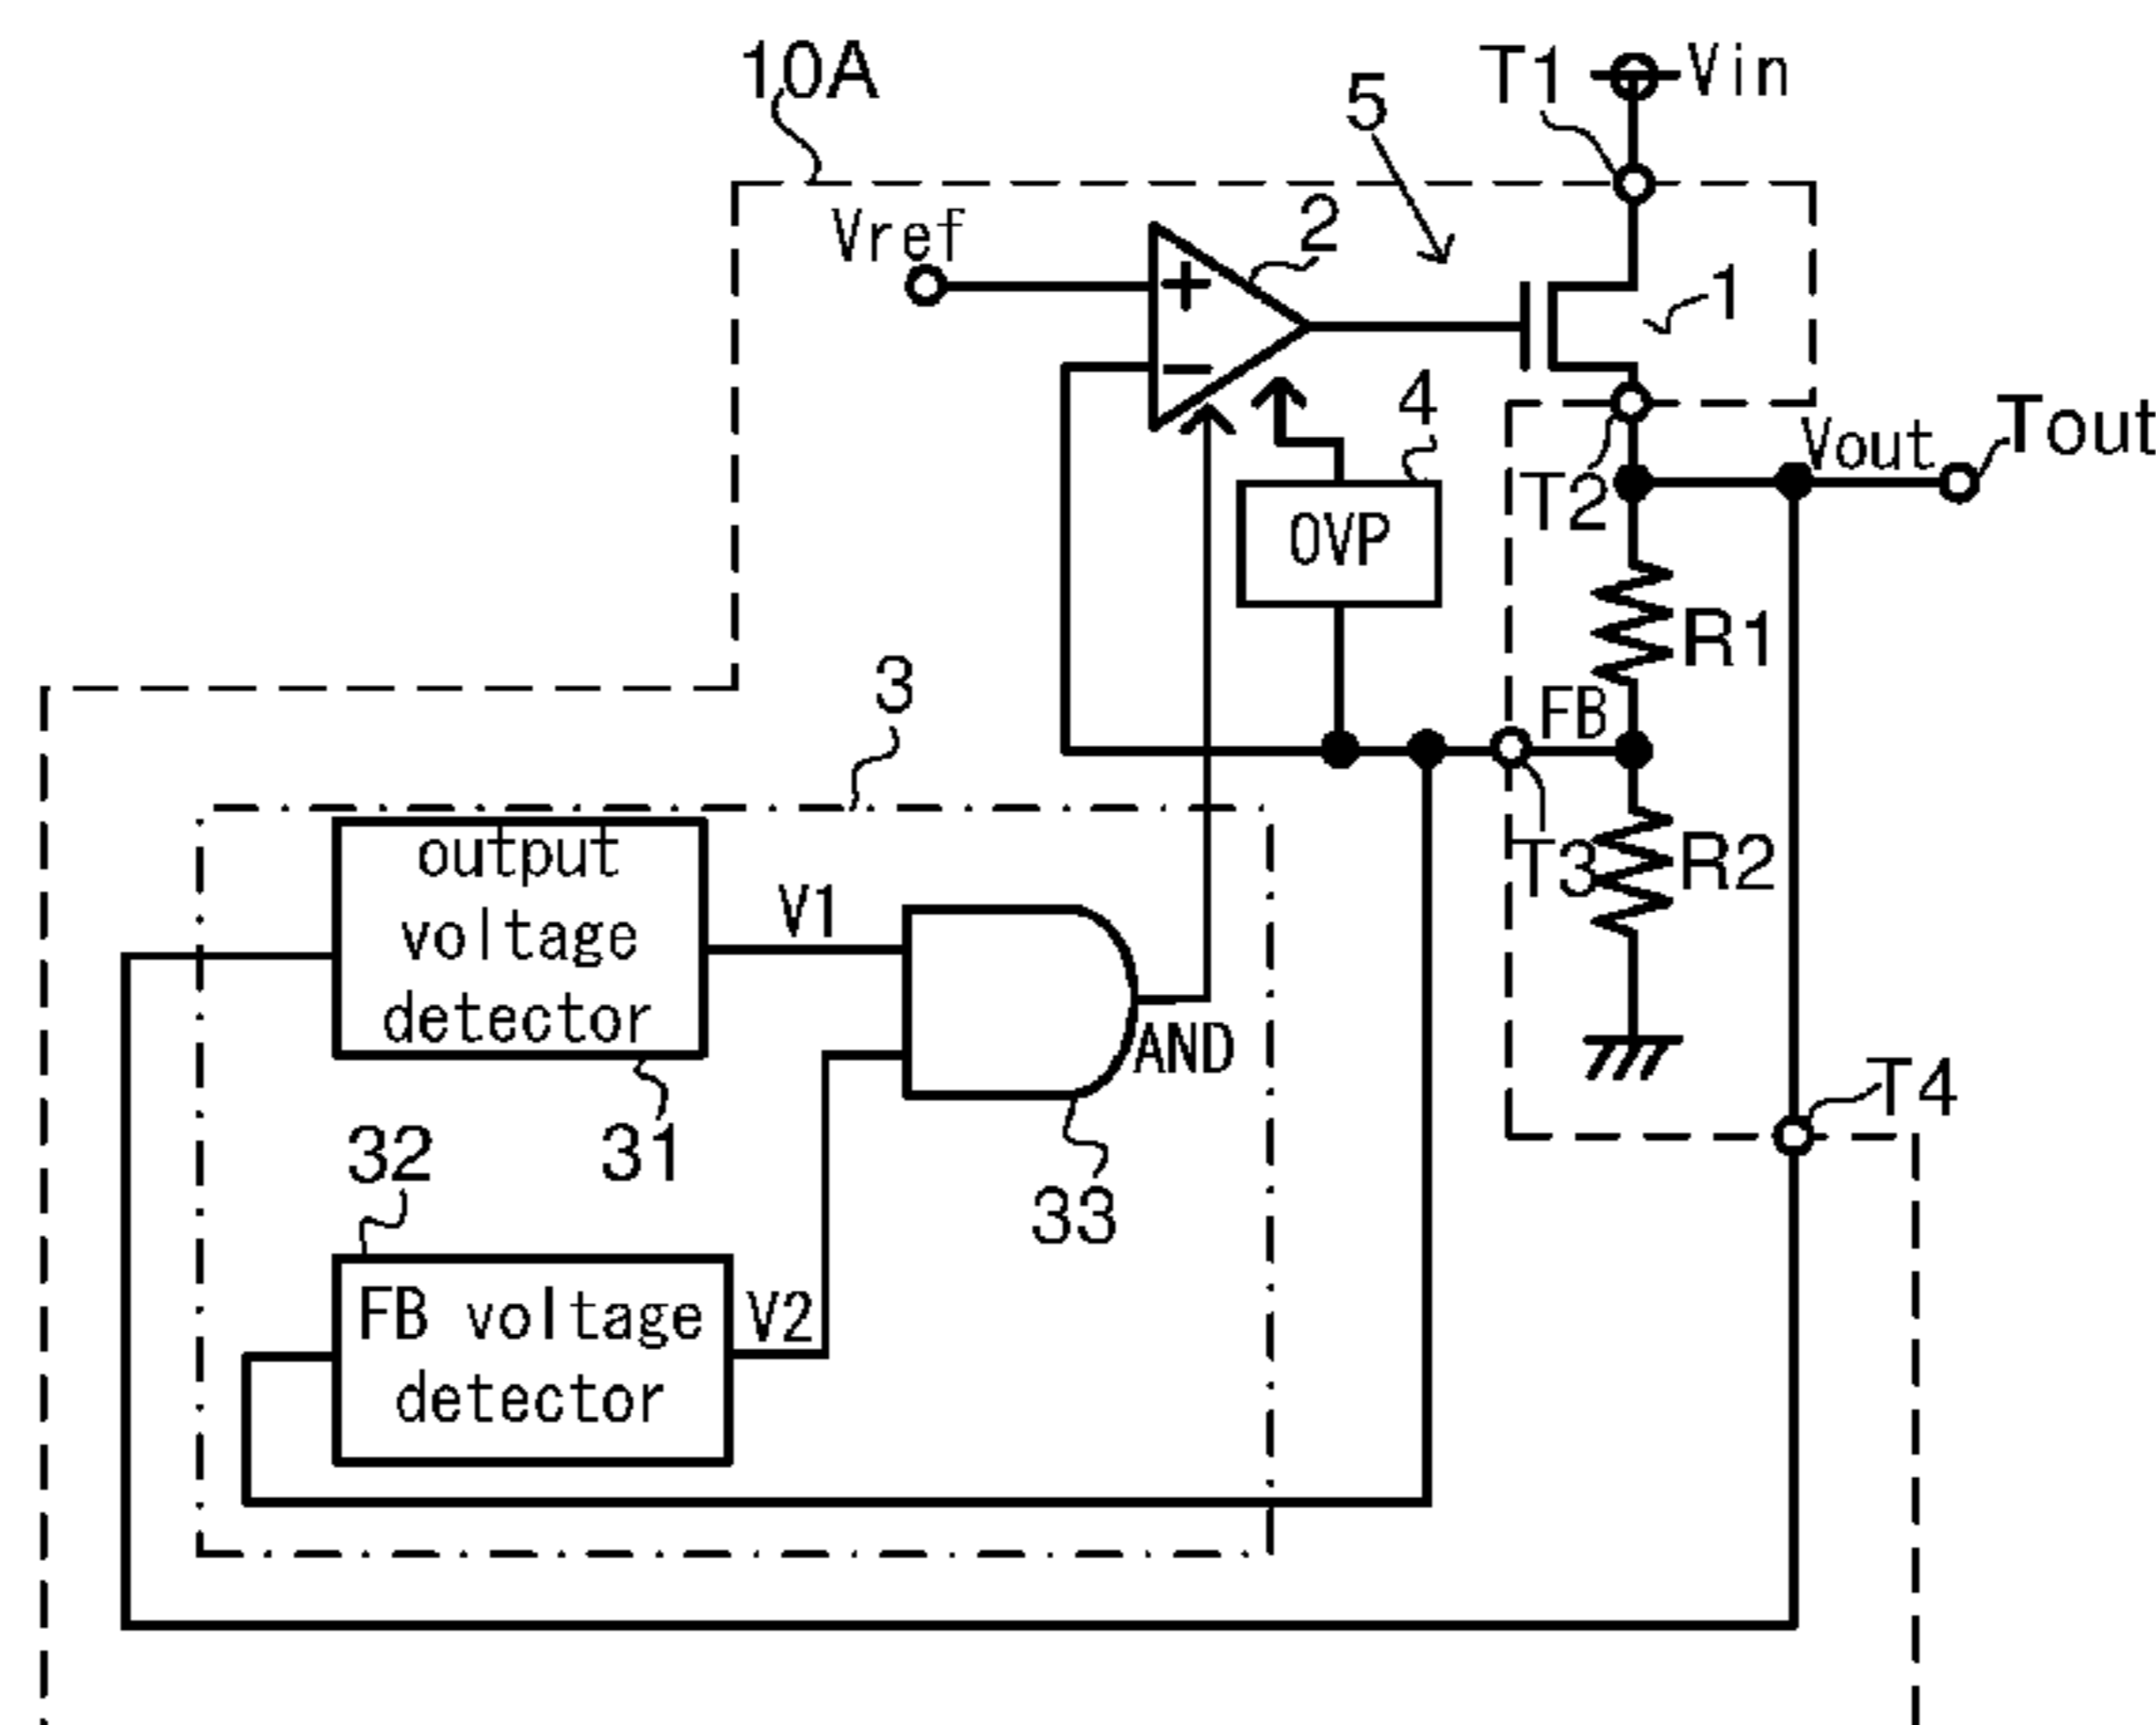 10A
T1
Vin
5
Vref
2
+
1
−
4
Tout
Vout
T2
OVP
R1
3
FB
T3
R2
output
voltage
detector
V1
AND
T4
31
32
33
FB voltage
detector
V2